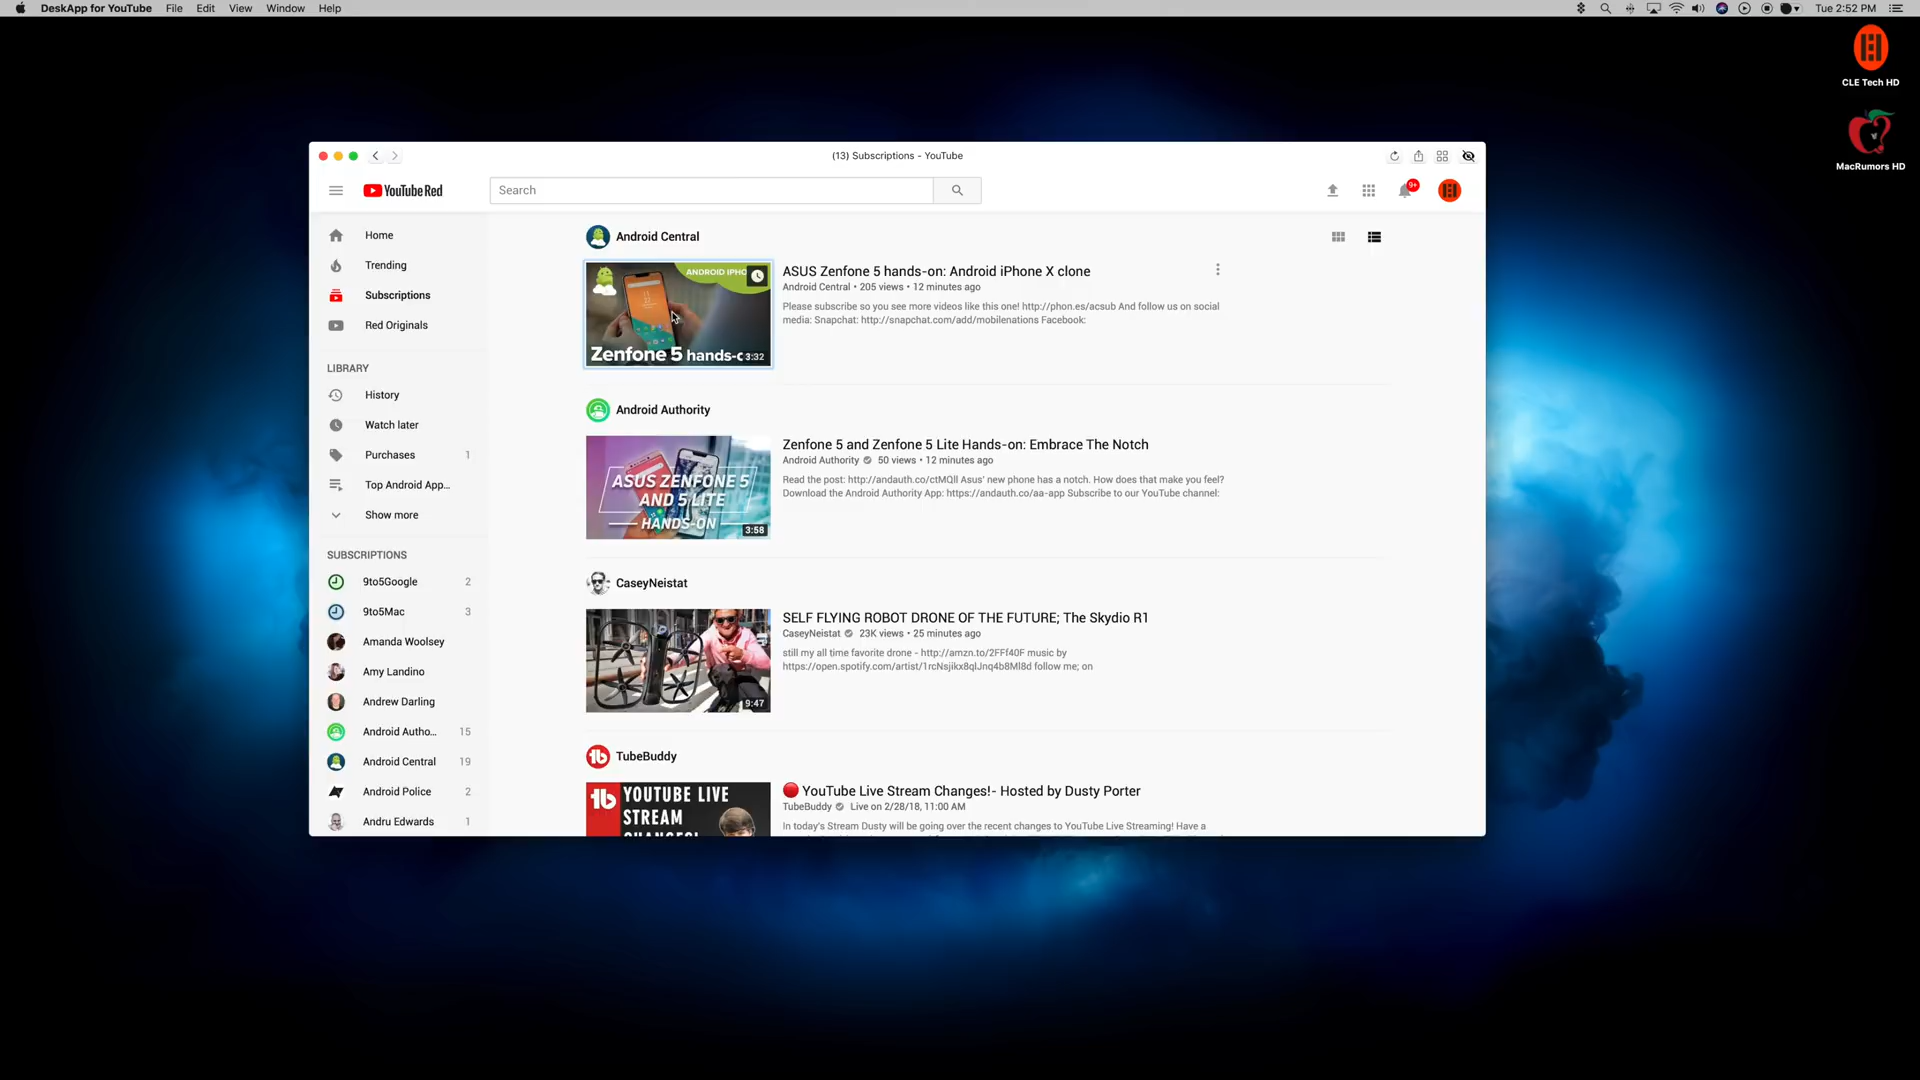 DeskApp for YouTube File Edit View Window Help
Tue 2:52 PM
CLE Tech HD
MacRumors HD
(13) Subscriptions - YouTube
YouTube Red
Search
9+
Home
Trending
Subscriptions
Red Originals
LIBRARY
History
Watch later
Purchases 1
Top Android App...
Show more
SUBSCRIPTIONS
9to5Google 2
9to5Mac 3
Amanda Woolsey
Amy Landino
Andrew Darling
Android Autho... 15
Android Central 19
Android Police 2
Andru Edwards 1
Android Central
ANDROID IPHO
Zenfone 5 hands-o
3:32
ASUS Zenfone 5 hands-on: Android iPhone X clone
Android Central • 205 views • 12 minutes ago
Please subscribe so you see more videos like this one! http://phon.es/acsub And follow us on social
media: Snapchat: http://snapchat.com/add/mobilenations Facebook:
Android Authority
ASUS ZENFONE 5
AND 5 LITE
HANDS-ON
3:58
Zenfone 5 and Zenfone 5 Lite Hands-on: Embrace The Notch
Android Authority 50 views • 12 minutes ago
Read the post: http://andauth.co/ctMQll Asus' new phone has a notch. How does that make you feel?
Download the Android Authority App: https://andauth.co/aa-app Subscribe to our YouTube channel:
CaseyNeistat
9:47
SELF FLYING ROBOT DRONE OF THE FUTURE; The Skydio R1
CaseyNeistat 23K views • 25 minutes ago
still my all time favorite drone - http://amzn.to/2FFf40F music by
https://open.spotify.com/artist/1rcNsjikx8qlJnq4b8Ml8d follow me; on
TubeBuddy
tb
YOUTUBE LIVE
STREAM
CHANGES!
YouTube Live Stream Changes!- Hosted by Dusty Porter
TubeBuddy Live on 2/28/18, 11:00 AM
In today's Stream Dusty will be going over the recent changes to YouTube Live Streaming! Have a